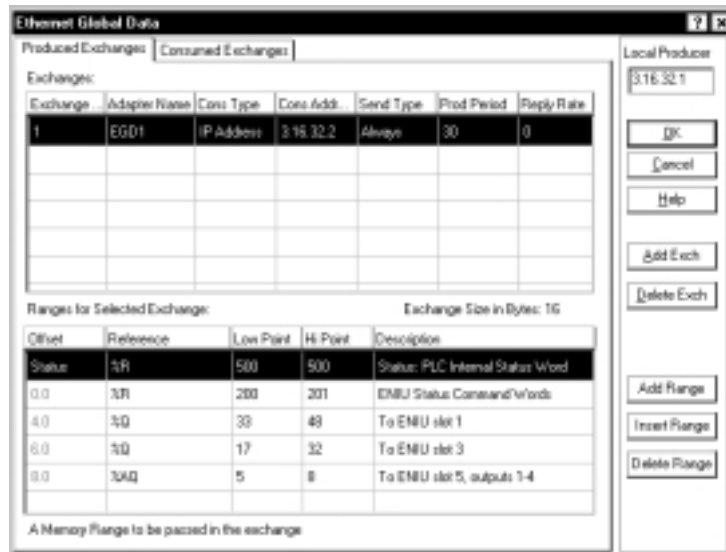 Ethernet Global Data
Produced Exchanges Consumed Exchanges
Local Producer
3.16.32.1
Exchanges:
Exchange ... Adapter Name Cons Type Cons Addr... Send Type Prod Period Reply Rate
1 EGD1 IP Address 3.16.32.2 Always 30 0
OK
Cancel
Help
Add Exch
Delete Exch
Ranges for Selected Exchange: Exchange Size in Bytes: 16
Offset Reference Low Point Hi Point Description
Status %R 500 500 Status: PLC Internal Status Word
0.0 %R 200 201 ENIU Status Command Words
4.0 %Q 33 48 To ENIU slot 1
6.0 %Q 17 32 To ENIU slot 3
8.0 %AQ 5 8 To ENIU slot 5, outputs 1-4
Add Range
Insert Range
Delete Range
A Memory Range to be passed in the exchange